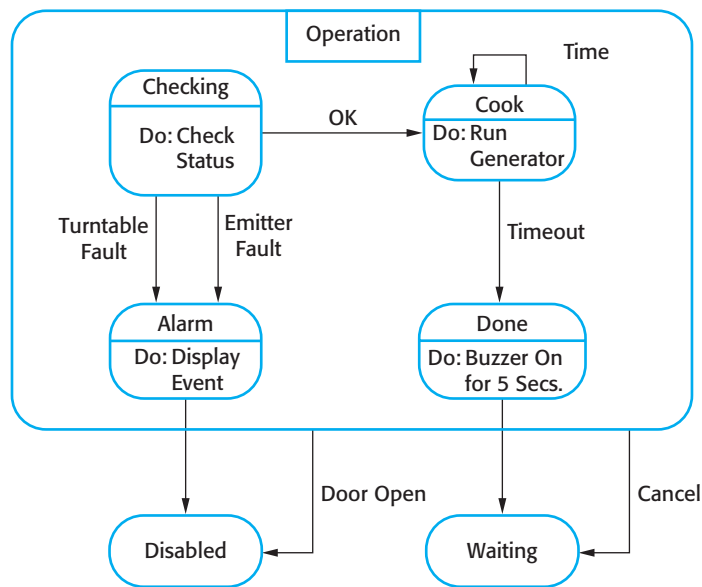 Operation
Time
Checking
Cook
OK
Do: Check
Status
Do: Run
Generator
Turntable
Fault
Emitter
Fault
Timeout
Alarm
Done
Do: Display
Event
Do: Buzzer On
for 5 Secs.
Door Open
Cancel
Disabled
Waiting